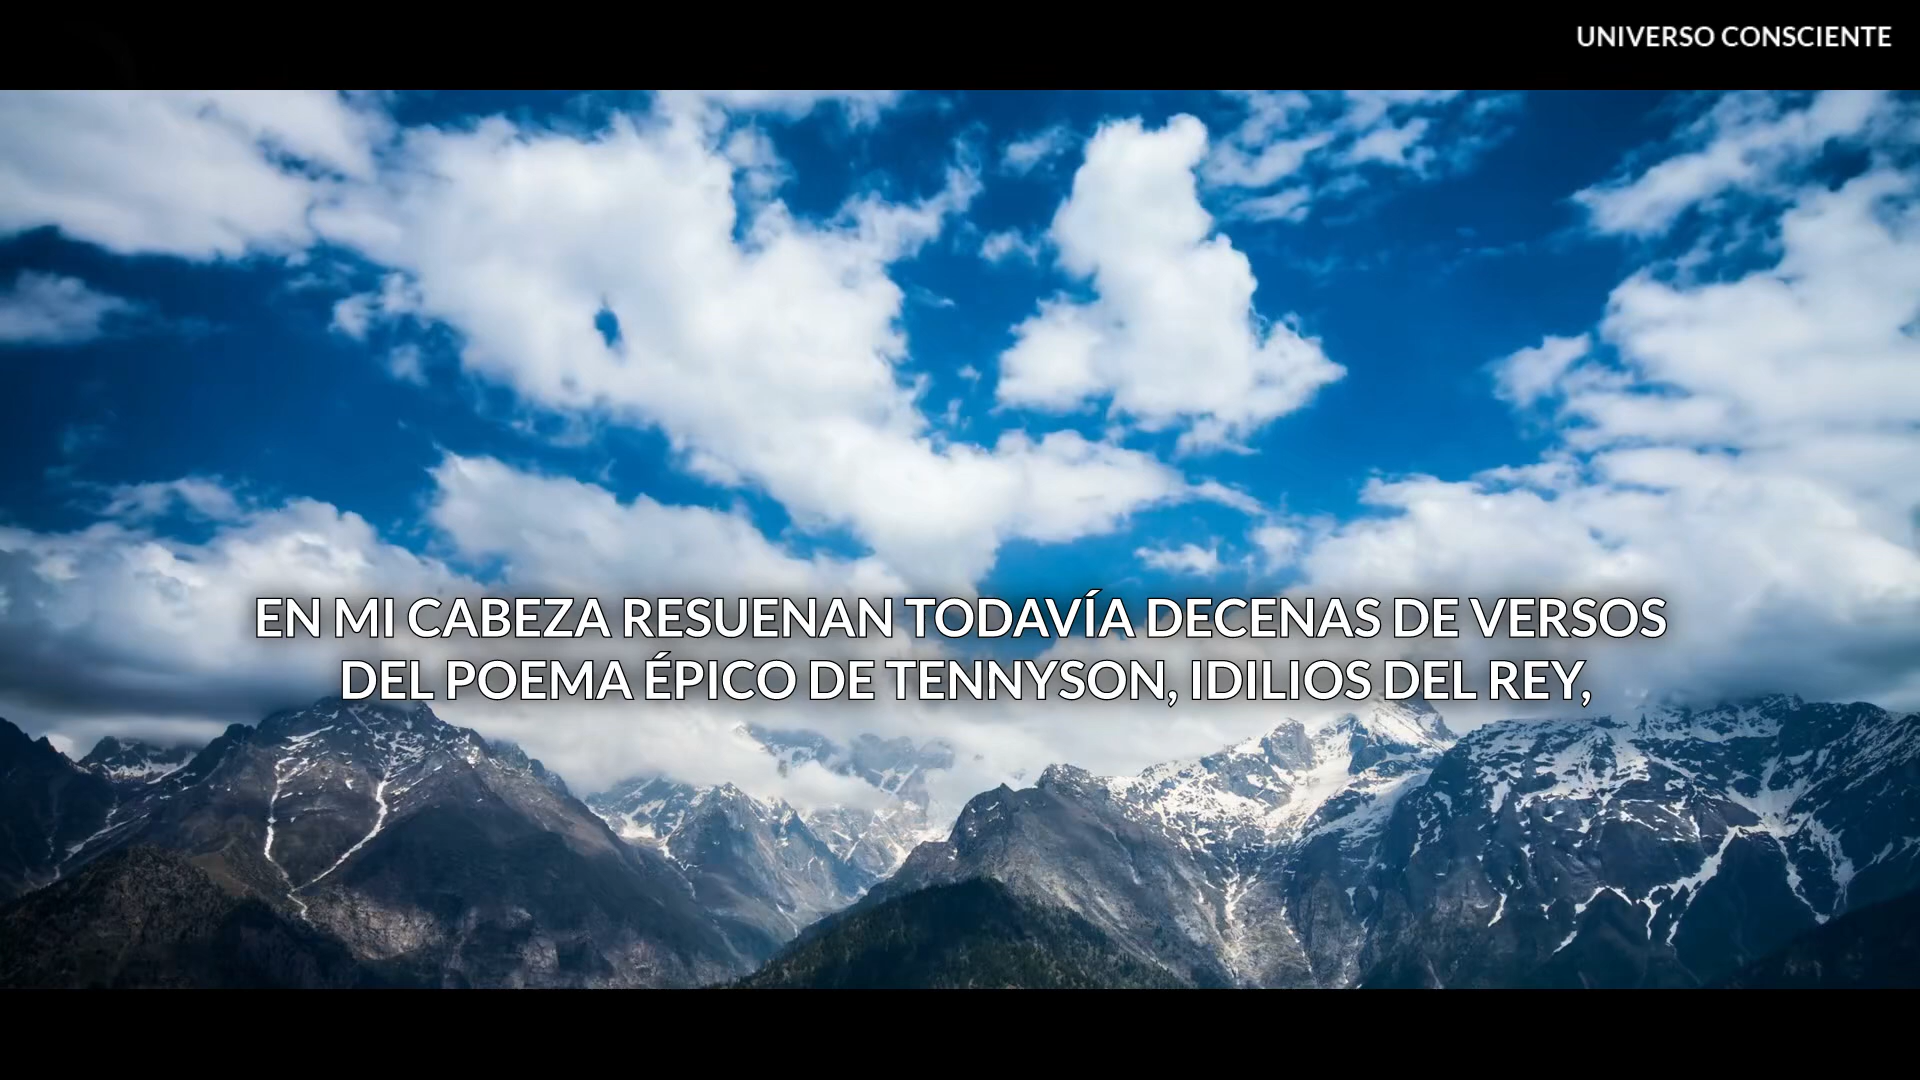 UNIVERSO CONSCIENTE
EN MI CABEZA RESUENAN TODAVÍA DECENAS DE VERSOS
DEL POEMA ÉPICO DE TENNYSON, IDILIOS DEL REY,